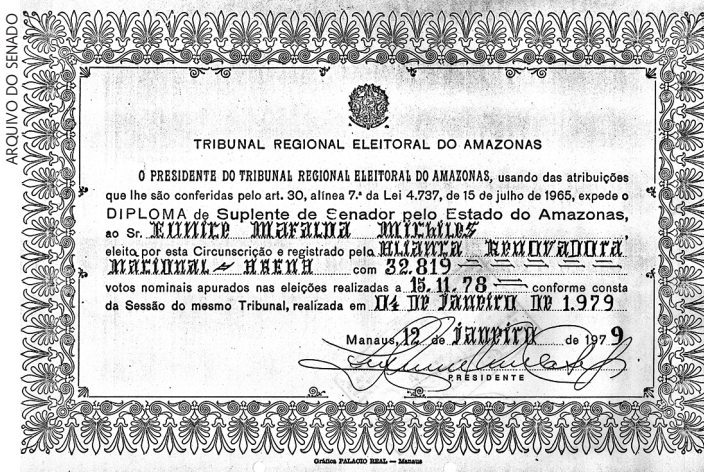 ARQUIVO DO SENADO
TRIBUNAL REGIONAL ELEITORAL DO AMAZONAS
O PRESIDENTE DO TRIBUNAL REGIONAL ELEITORAL DO AMAZONAS, usando das atribuições
que lhe são conferidas pelo art. 30, alínea 7.ª da Lei 4.737, de 15 de julho de 1965, expede o
DIPLOMA de Suplente de Senador pelo Estado do Amazonas,
ao Sr. Eunice Mafalda Michiles,
eleito por esta Circunscrição e registrado pela Aliança Renovadora
Nacional - ARENA com 32.819
votos nominais apurados nas eleições realizadas a 15.11.78 conforme consta
da Sessão do mesmo Tribunal, realizada em 04 De Janeiro De 1.979
Manaus, 12 de Janeiro de 1979
PRESIDENTE
Gráfica PALACIO REAL — Manaus